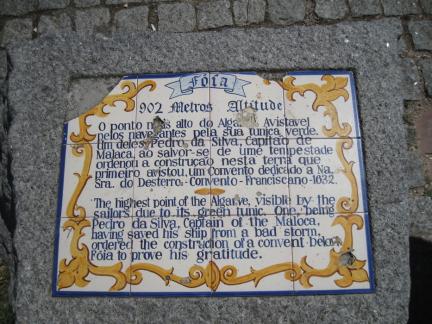 Fóia
902 Metros Altitude
O ponto mais alto do Algarve Avistavel
pelos navegantes pela sua tunica verde.
Um deles Pedro, da Silva, Capitão de
Malaca, ao salvor-se de ume tempestade
ordenou a construção nesta terra que
primeiro avistou, um Convento dedicado a Na
Sra. do Desterro. - Convento - Franciscano - 1632.
The highest point of the Algarve, visible by the
sailors due to its green tunic. One, being
Pedro da Silva, Captain of the Maloca,
having saved his ship from a bad storm,
ordered the construction of a convent below
Fóia to prove his gratitude.